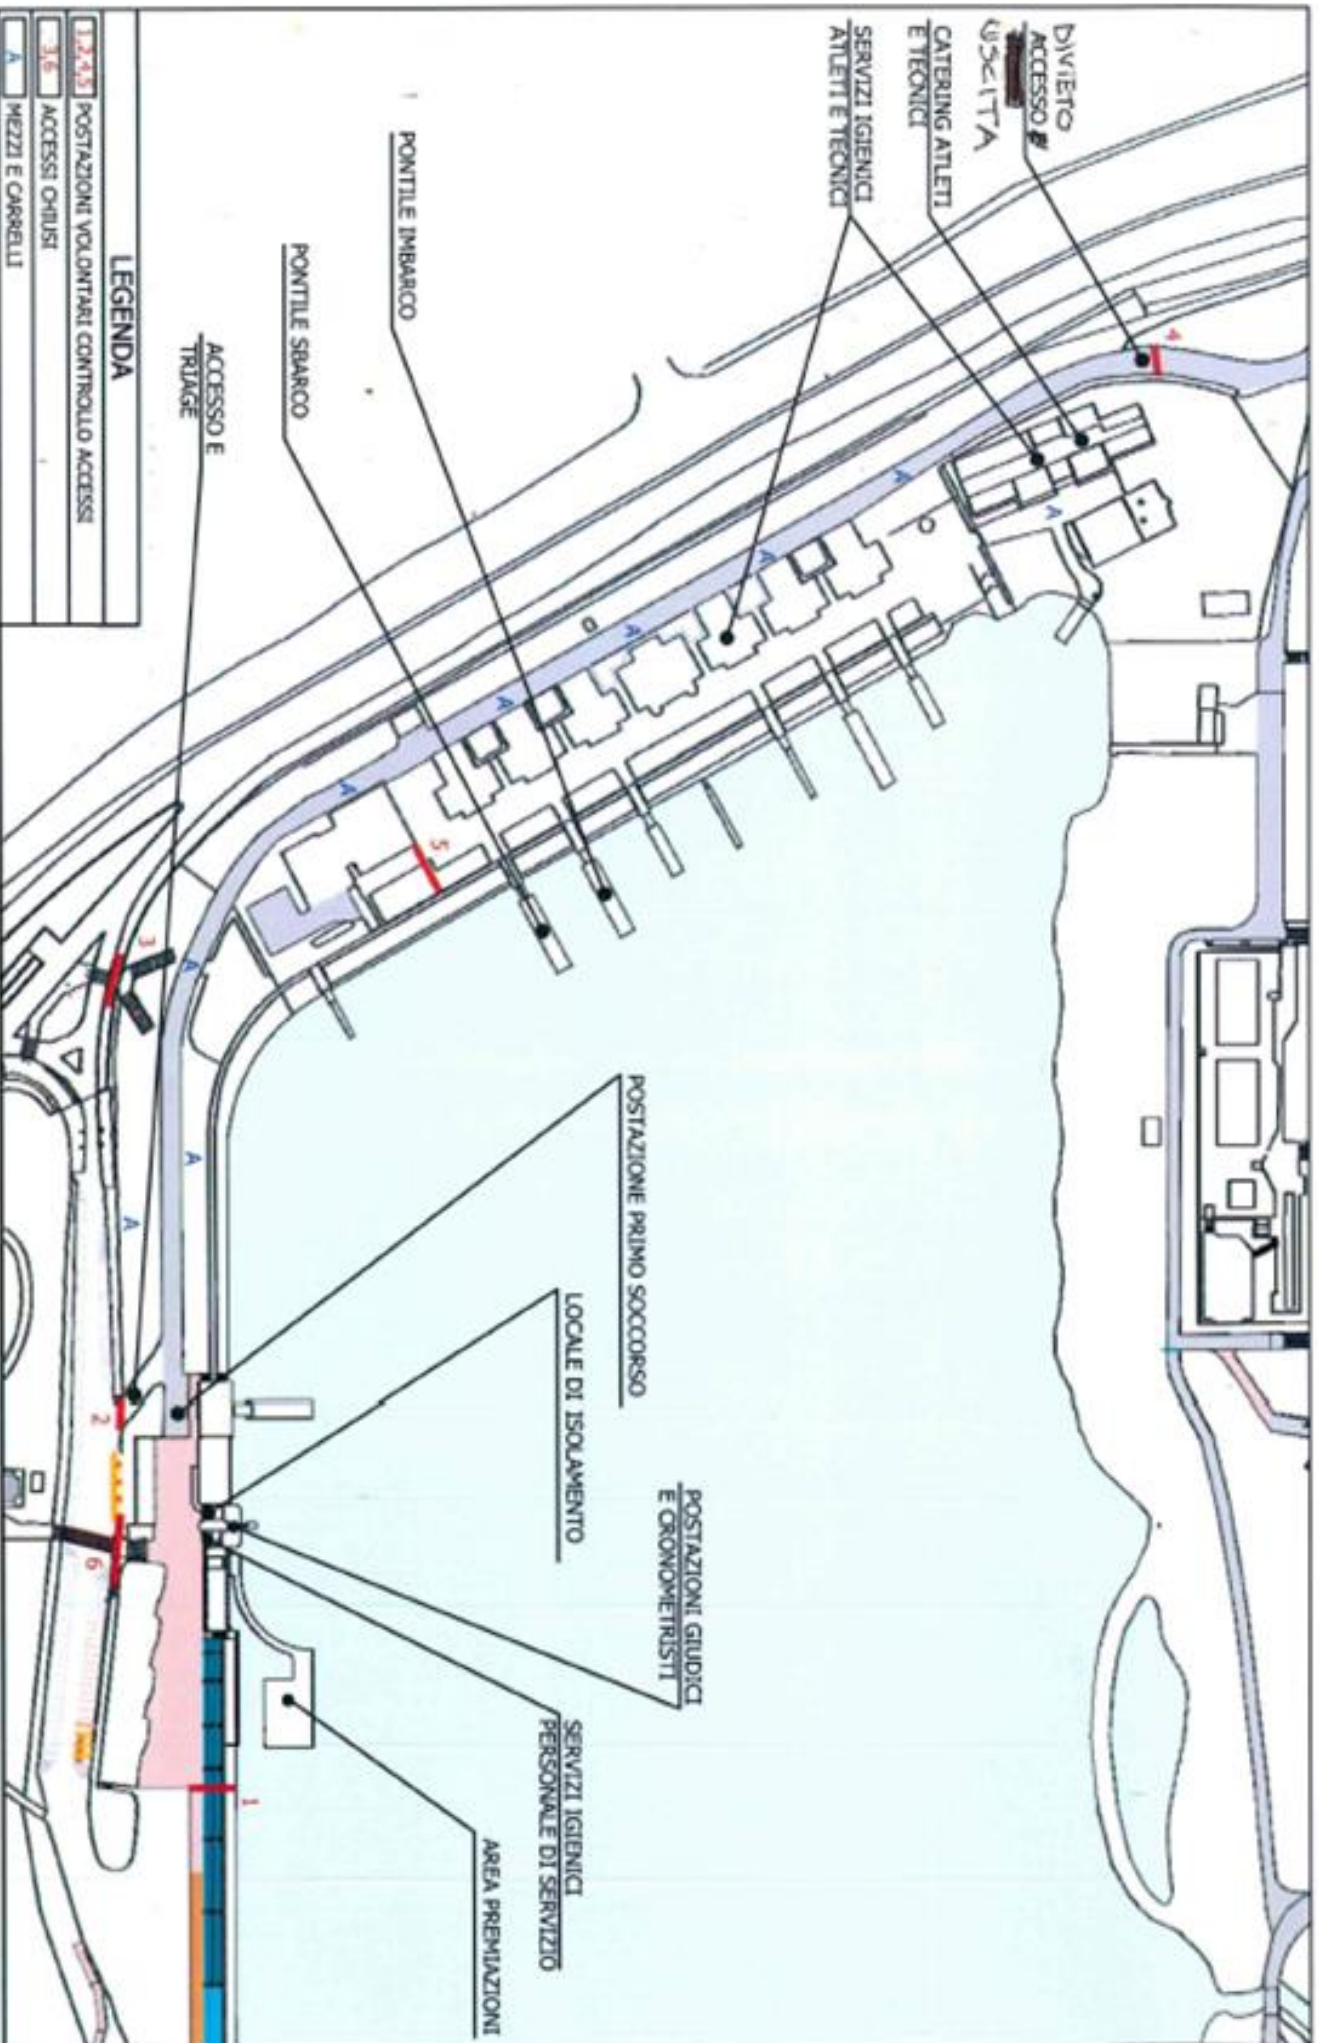 DIVIETO
ACCESSO E
USCITA
CATERING ATLETI
E TECNICI
SERVIZI IGIENICI
ATLETI E TECNICI
PONTILE IMBARCO
PONTILE SBARCO
ACCESSO E
TRIAGE
POSTAZIONE PRIMO SOCCORSO
LOCALE DI ISOLAMENTO
POSTAZIONI GIUDICI
E CRONOMETRISTI
SERVIZI IGIENICI
PERSONALE DI SERVIZIO
AREA PREMIAZIONI
4
A
A
A
A
A
A
5
3
A
A
A
2
6
1
LEGENDA
1,2,4,5 POSTAZIONI VOLONTARI CONTROLLO ACCESSI
3,6 ACCESSI CHIUSI
A MEZZI E CARRELLI